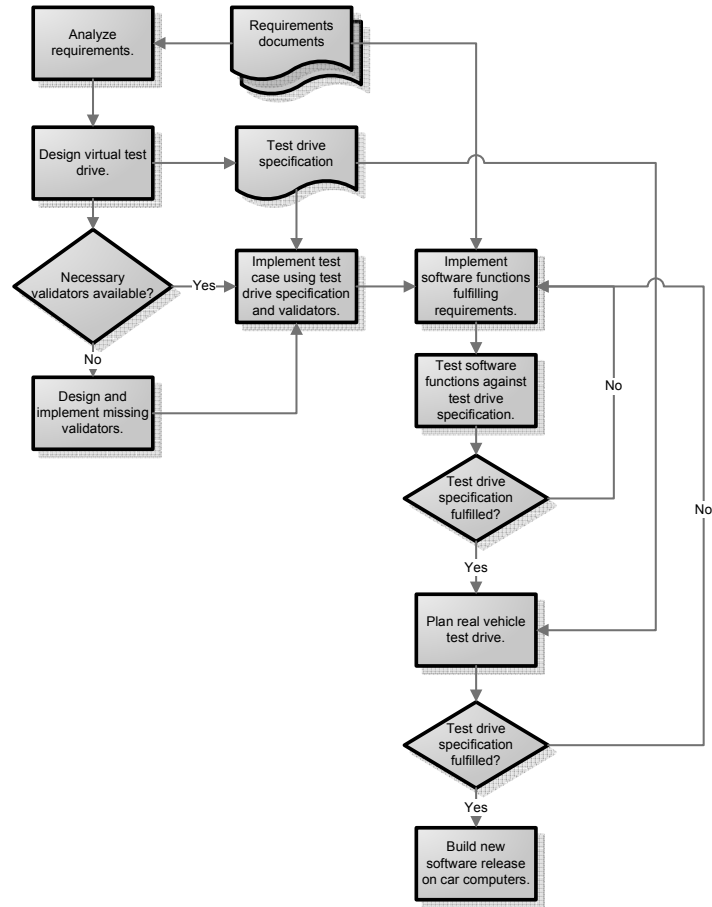 Analyze
requirements.
Requirements
documents
Design virtual test
drive.
Test drive
specification
Necessary
validators available?
Yes
Implement test
case using test
drive specification
and validators.
Implement
software functions
fulfilling
requirements.
No
Design and
implement missing
validators.
Test software
functions against
test drive
specification.
No
Test drive
specification
fulfilled?
No
Yes
Plan real vehicle
test drive.
Test drive
specification
fulfilled?
Yes
Build new
software release
on car computers.